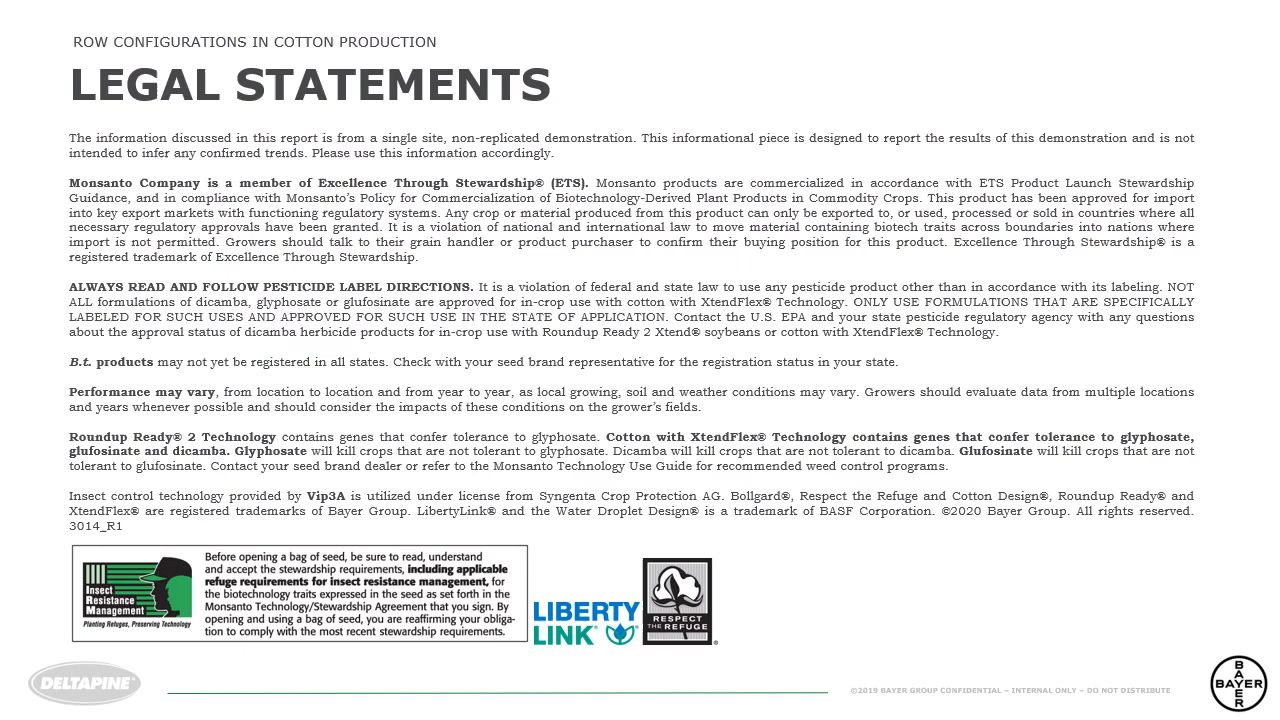 ROW CONFIGURATIONS IN COTTON PRODUCTION
LEGAL STATEMENTS
The information discussed in this report is from a single site, non-replicated demonstration. This informational piece is designed to report the results of this demonstration and is not
intended to infer any confirmed trends. Please use this information accordingly.
Monsanto Company is a member of Excellence Through Stewardship® (ETS). Monsanto products are commercialized in accordance with ETS Product Launch Stewardship
Guidance, and in compliance with Monsanto’s Policy for Commercialization of Biotechnology-Derived Plant Products in Commodity Crops. This product has been approved for import
into key export markets with functioning regulatory systems. Any crop or material produced from this product can only be exported to, or used, processed or sold in countries where all
necessary regulatory approvals have been granted. It is a violation of national and international law to move material containing biotech traits across boundaries into nations where
import is not permitted. Growers should talk to their grain handler or product purchaser to confirm their buying position for this product. Excellence Through Stewardship® is a
registered trademark of Excellence Through Stewardship.
ALWAYS READ AND FOLLOW PESTICIDE LABEL DIRECTIONS. It is a violation of federal and state law to use any pesticide product other than in accordance with its labeling. NOT
ALL formulations of dicamba, glyphosate or glufosinate are approved for in-crop use with cotton with XtendFlex® Technology. ONLY USE FORMULATIONS THAT ARE SPECIFICALLY
LABELED FOR SUCH USES AND APPROVED FOR SUCH USE IN THE STATE OF APPLICATION. Contact the U.S. EPA and your state pesticide regulatory agency with any questions
about the approval status of dicamba herbicide products for in-crop use with Roundup Ready 2 Xtend® soybeans or cotton with XtendFlex® Technology.
B.t. products may not yet be registered in all states. Check with your seed brand representative for the registration status in your state.
Performance may vary, from location to location and from year to year, as local growing, soil and weather conditions may vary. Growers should evaluate data from multiple locations
and years whenever possible and should consider the impacts of these conditions on the grower’s fields.
Roundup Ready® 2 Technology contains genes that confer tolerance to glyphosate. Cotton with XtendFlex® Technology contains genes that confer tolerance to glyphosate,
glufosinate and dicamba. Glyphosate will kill crops that are not tolerant to glyphosate. Dicamba will kill crops that are not tolerant to dicamba. Glufosinate will kill crops that are not
tolerant to glufosinate. Contact your seed brand dealer or refer to the Monsanto Technology Use Guide for recommended weed control programs.
Insect control technology provided by Vip3A is utilized under license from Syngenta Crop Protection AG. Bollgard®, Respect the Refuge and Cotton Design®, Roundup Ready® and
XtendFlex® are registered trademarks of Bayer Group. LibertyLink® and the Water Droplet Design® is a trademark of BASF Corporation. ©2020 Bayer Group. All rights reserved.
3014_R1
Insect
Resistance
Management
Planting Refuges, Preserving Technology
Before opening a bag of seed, be sure to read, understand
and accept the stewardship requirements, including applicable
refuge requirements for insect resistance management, for
the biotechnology traits expressed in the seed as set forth in the
Monsanto Technology/Stewardship Agreement that you sign. By
opening and using a bag of seed, you are reaffirming your obliga-
tion to comply with the most recent stewardship requirements.
LIBERTY
LINK®
RESPECT
THE REFUGE
®
DELTAPINE®
©2019 BAYER GROUP CONFIDENTIAL – INTERNAL ONLY – DO NOT DISTRIBUTE
BAYER
BAYER